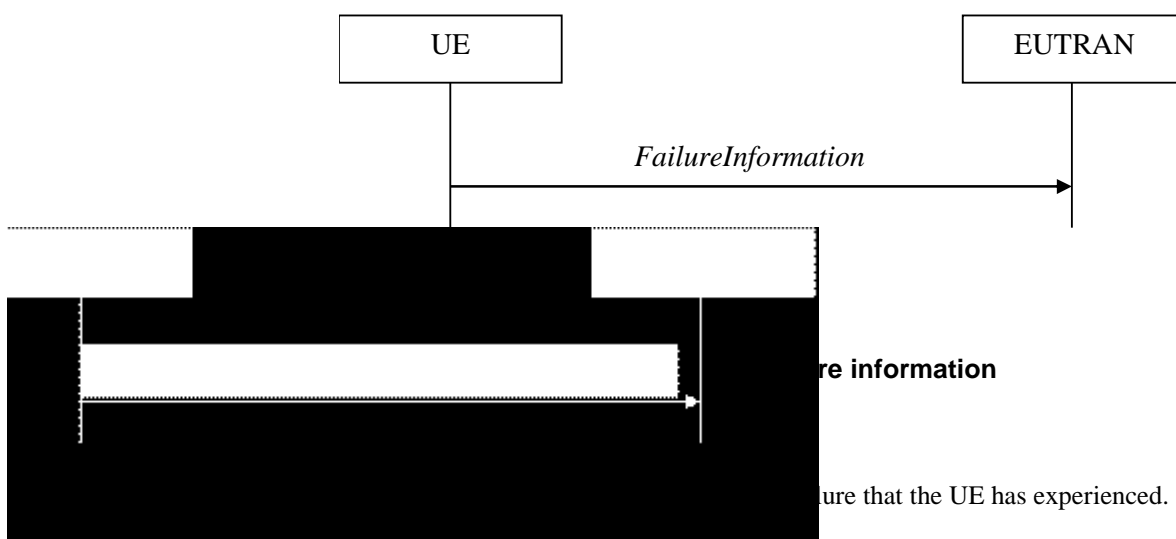 UE
EUTRAN
FailureInformation
re information
lure that the UE has experienced.